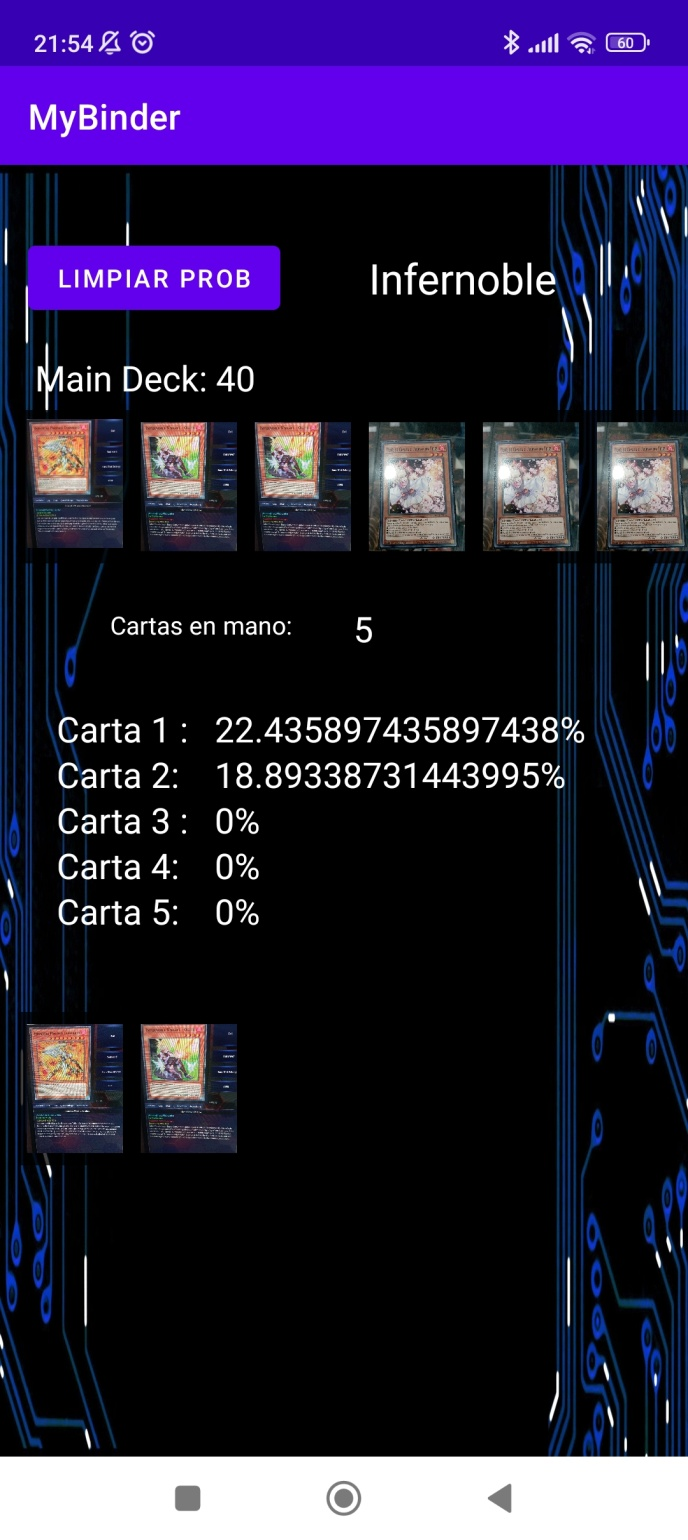 21:54
60
MyBinder
LIMPIAR PROB
Infernoble
Main Deck: 40
Cartas en mano: 5
Carta 1 : 22.435897435897438%
Carta 2: 18.89338731443995%
Carta 3 : 0%
Carta 4: 0%
Carta 5: 0%